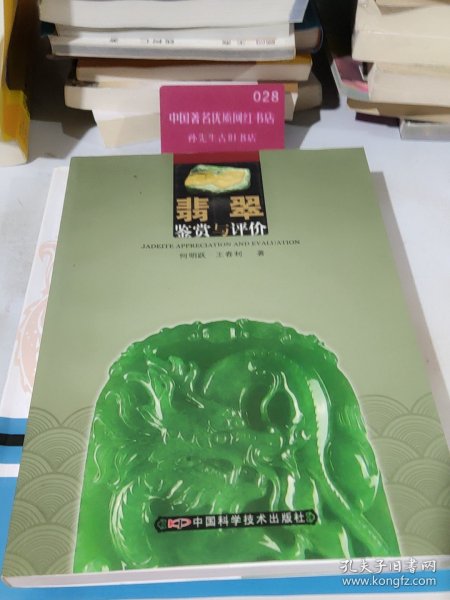 028
中国著名优质网红书店
孙先生古旧书店
翡翠
鉴赏与评价
JADEITE APPRECIATION AND EVALUATION
何明跃 王春利 著
中国科学技术出版社
孔夫子旧书网
www.kongfz.com